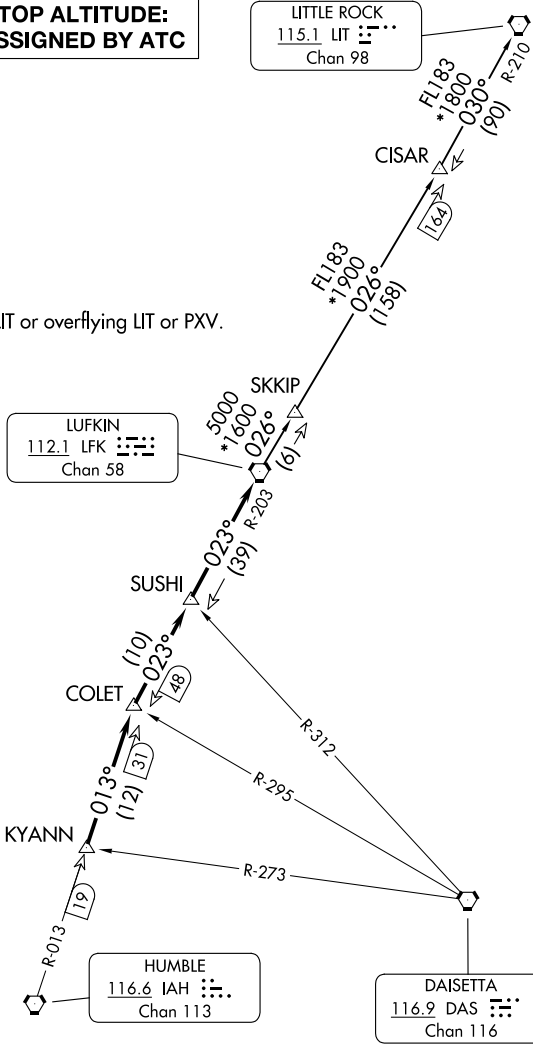 TOP ALTITUDE:
SSIGNED BY ATC
LITTLE ROCK
115.1 LIT
Chan 98
R-210
FL183
*1800
030°
(90)
CISAR
164
FL183
*1900
026°
(158)
IT or overflying LIT or PXV.
SKKIP
5000
*1600
026°
(6)
LUFKIN
112.1 LFK
Chan 58
R-203
023°
(39)
SUSHI
(10)
023°
48
COLET
R-312
31
R-295
013°
(12)
KYANN
R-273
19
R-013
HUMBLE
116.6 IAH
Chan 113
DAISETTA
116.9 DAS
Chan 116